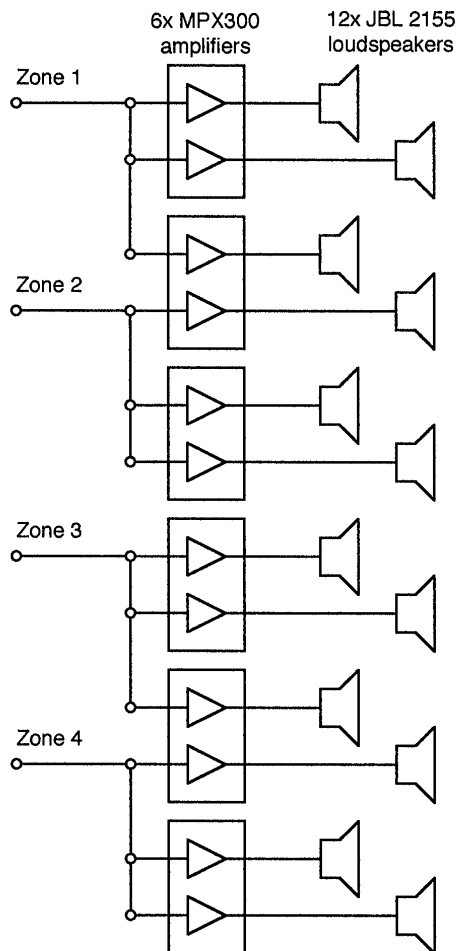 6x MPX300
amplifiers
12x JBL 2155
loudspeakers
Zone 1
Zone 2
Zone 3
Zone 4